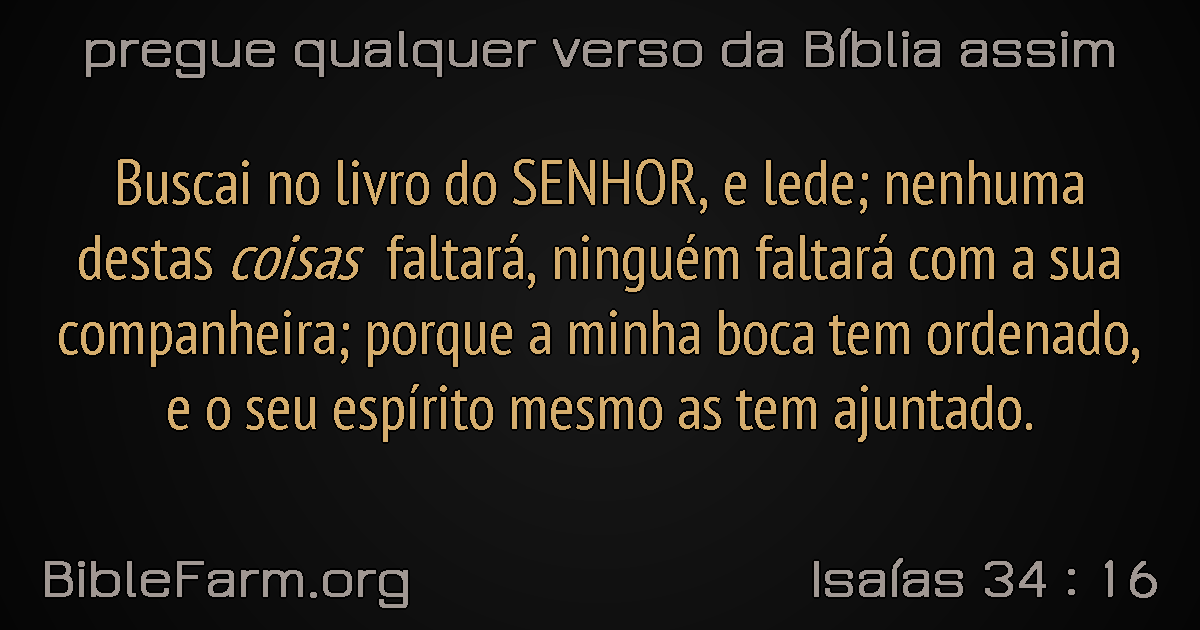 pregue qualquer verso da Bíblia assim
Buscai no livro do SENHOR, e lede; nenhuma
destas coisas faltará, ninguém faltará com a sua
companheira; porque a minha boca tem ordenado,
e o seu espírito mesmo as tem ajuntado.
BibleFarm.org
Isaías 34 : 16